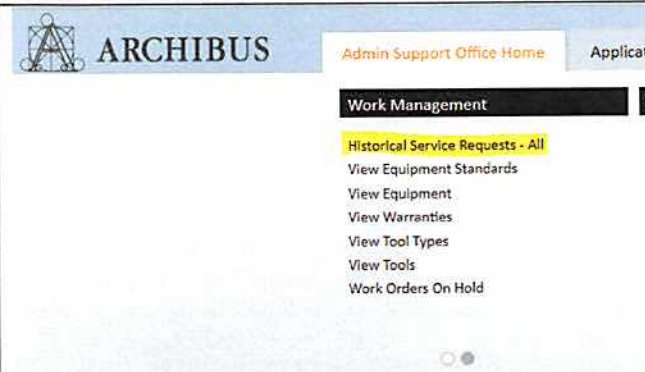 ARCHIBUS
Admin Support Office Home
Work Management
Historical Service Requests - All
View Equipment Standards
View Equipment
View Warranties
View Tool Types
View Tools
Work Orders On Hold